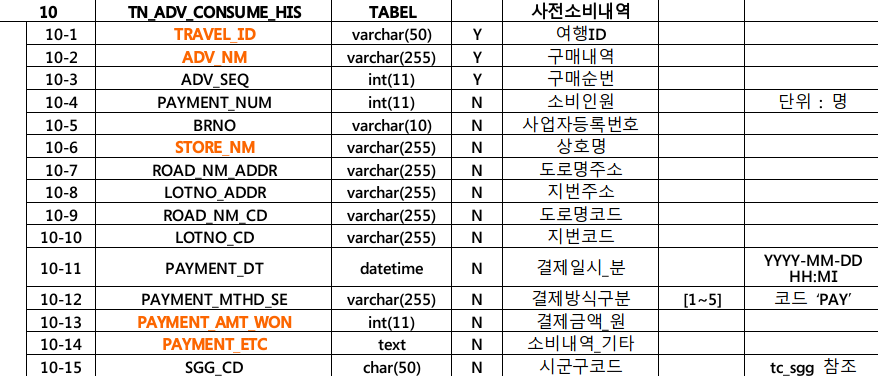 10 TN_ADV_CONSUME_HIS TABEL 사전소비내역
10-1 TRAVEL_ID varchar(50) Y 여행ID
10-2 ADV_NM varchar(255) Y 구매내역
10-3 ADV_SEQ int(11) Y 구매순번
10-4 PAYMENT_NUM int(11) N 소비인원 단위 : 명
10-5 BRNO varchar(10) N 사업자등록번호
10-6 STORE_NM varchar(255) N 상호명
10-7 ROAD_NM_ADDR varchar(255) N 도로명주소
10-8 LOTNO_ADDR varchar(255) N 지번주소
10-9 ROAD_NM_CD varchar(255) N 도로명코드
10-10 LOTNO_CD varchar(255) N 지번코드
10-11 PAYMENT_DT datetime N 결제일시_분 YYYY-MM-DD
HH:MI
10-12 PAYMENT_MTHD_SE varchar(255) N 결제방식구분 [1~5] 코드 ‘PAY’
10-13 PAYMENT_AMT_WON int(11) N 결제금액_원
10-14 PAYMENT_ETC text N 소비내역_기타
10-15 SGG_CD char(50) N 시군구코드 tc_sgg 참조